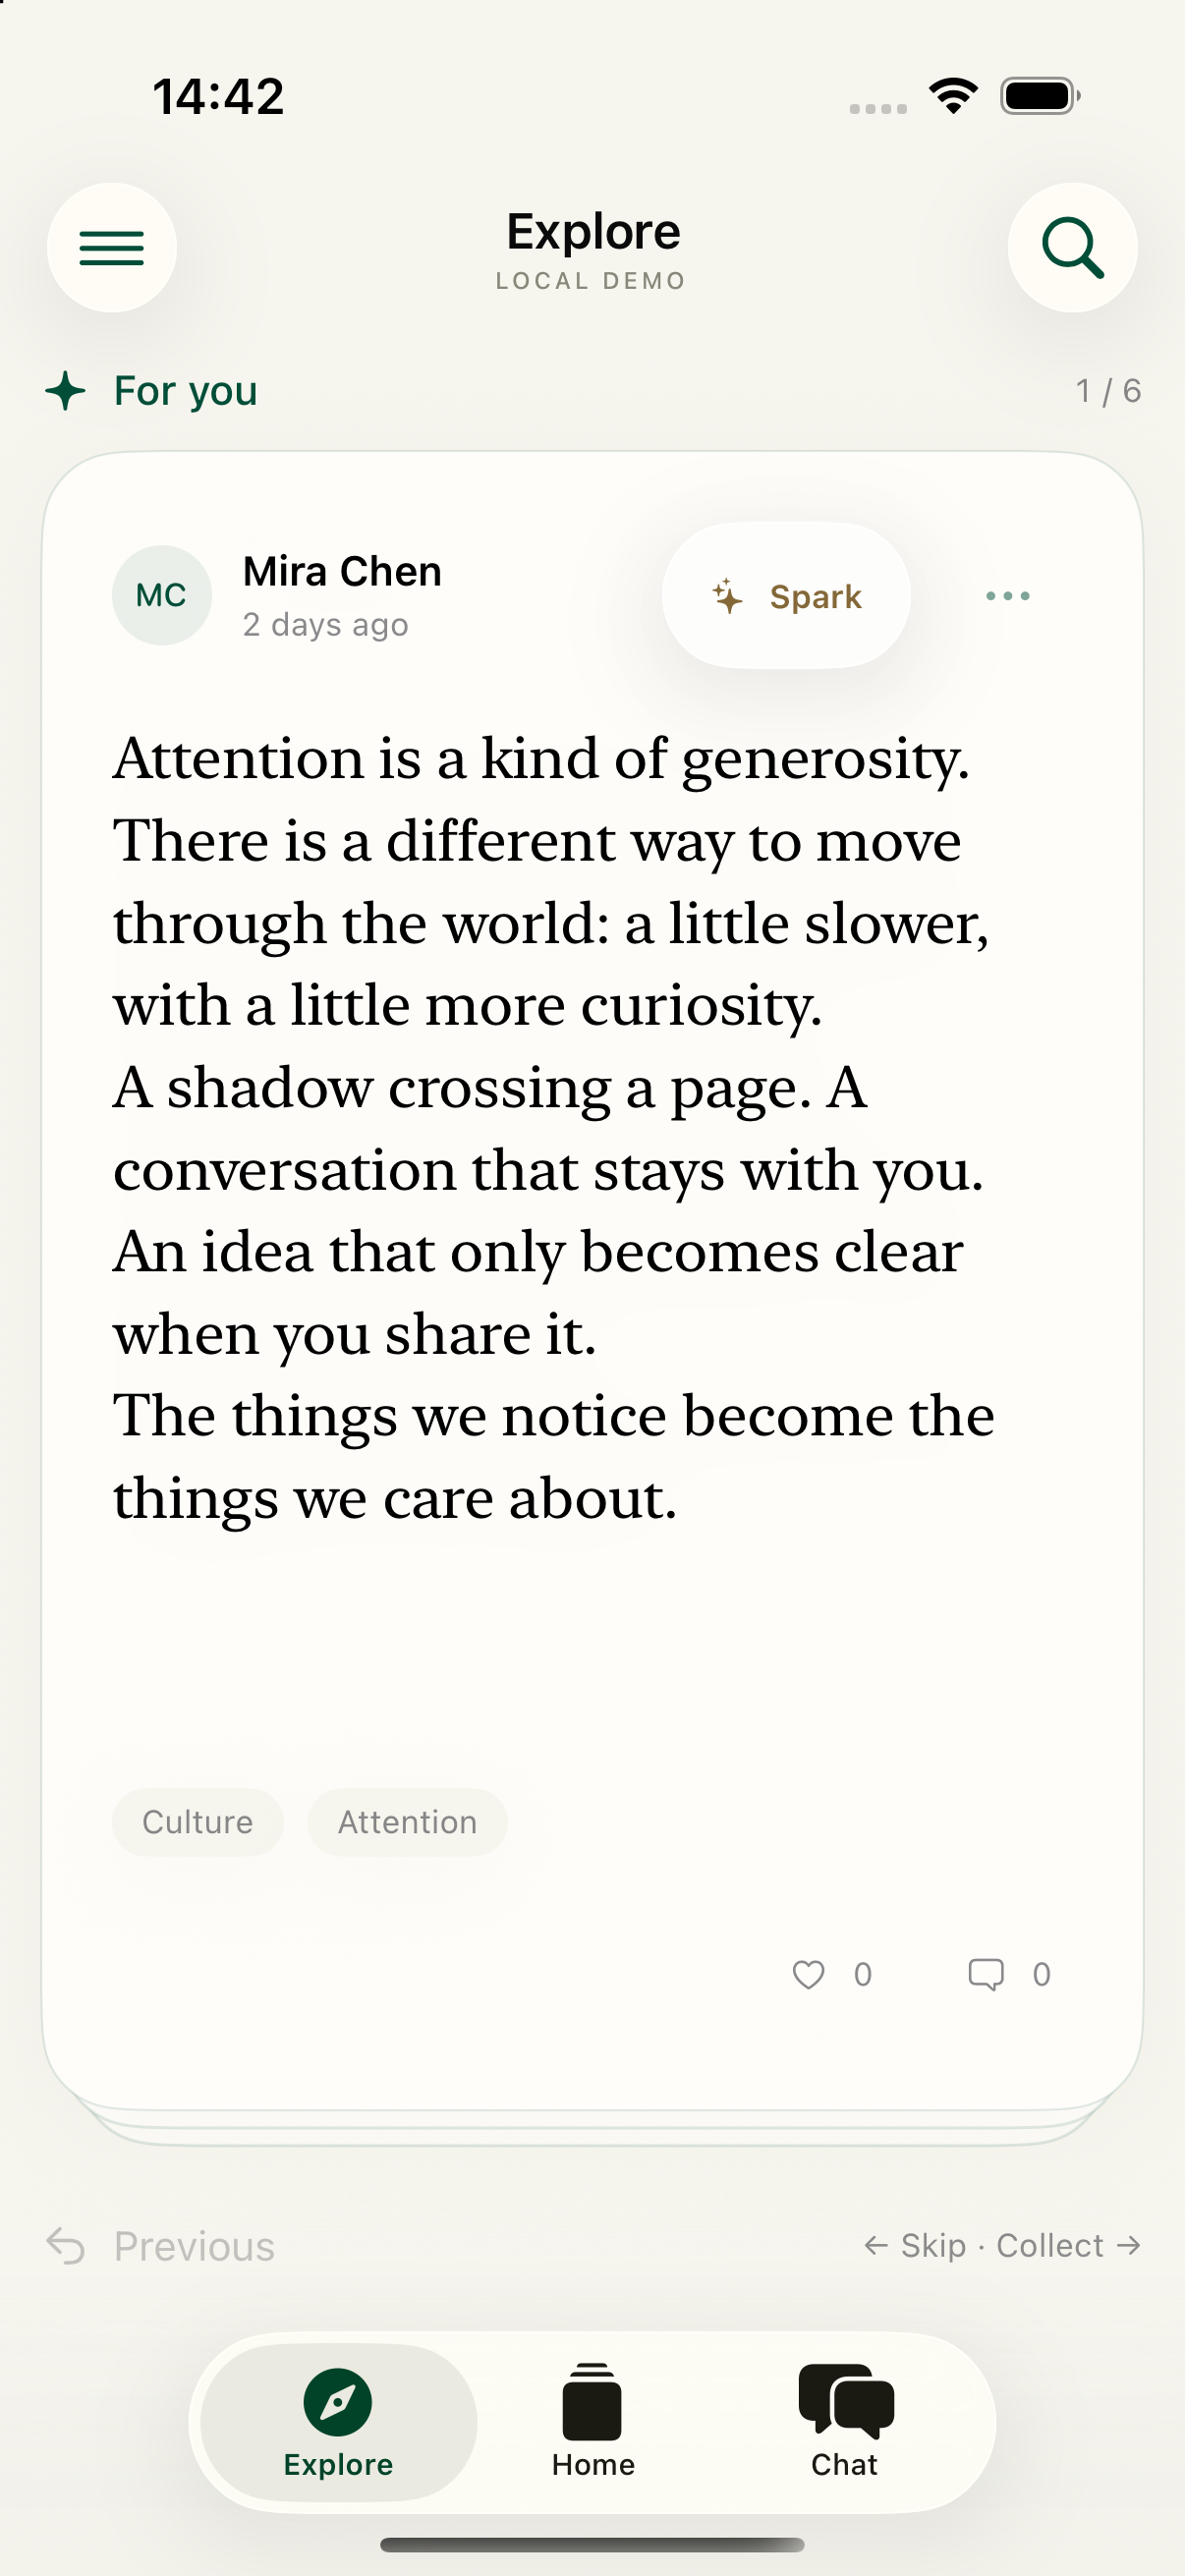 14:42
Explore
LOCAL DEMO
For you
1 / 6
MC
Mira Chen
2 days ago
Spark
Attention is a kind of generosity.
There is a different way to move
through the world: a little slower,
with a little more curiosity.
A shadow crossing a page. A
conversation that stays with you.
An idea that only becomes clear
when you share it.
The things we notice become the
things we care about.
Culture
Attention
0
0
Previous
← Skip · Collect →
Explore
Home
Chat